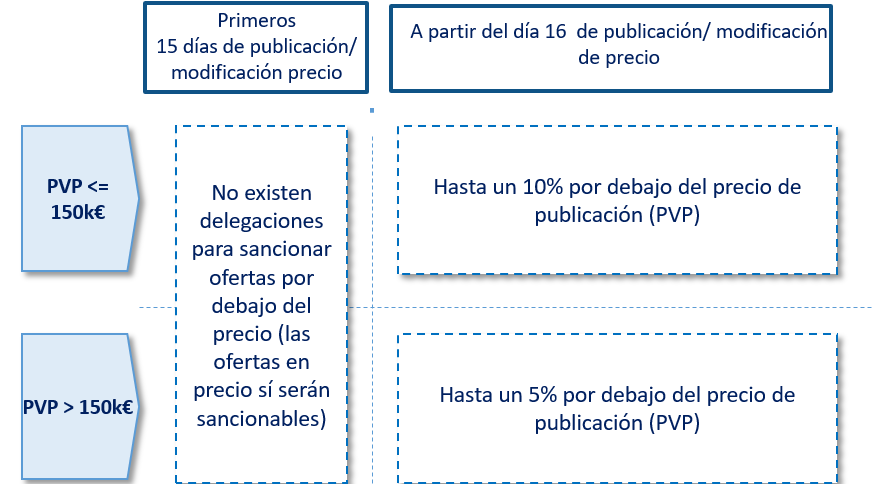 Primeros
15 días de publicación/
modificación precio
A partir del día 16 de publicación/ modificación
de precio
PVP <=
150k€
No existen
delegaciones
para sancionar
ofertas por
debajo del
precio (las
ofertas en
precio sí serán
sancionables)
Hasta un 10% por debajo del precio de
publicación (PVP)
PVP > 150k€
Hasta un 5% por debajo del precio de
publicación (PVP)